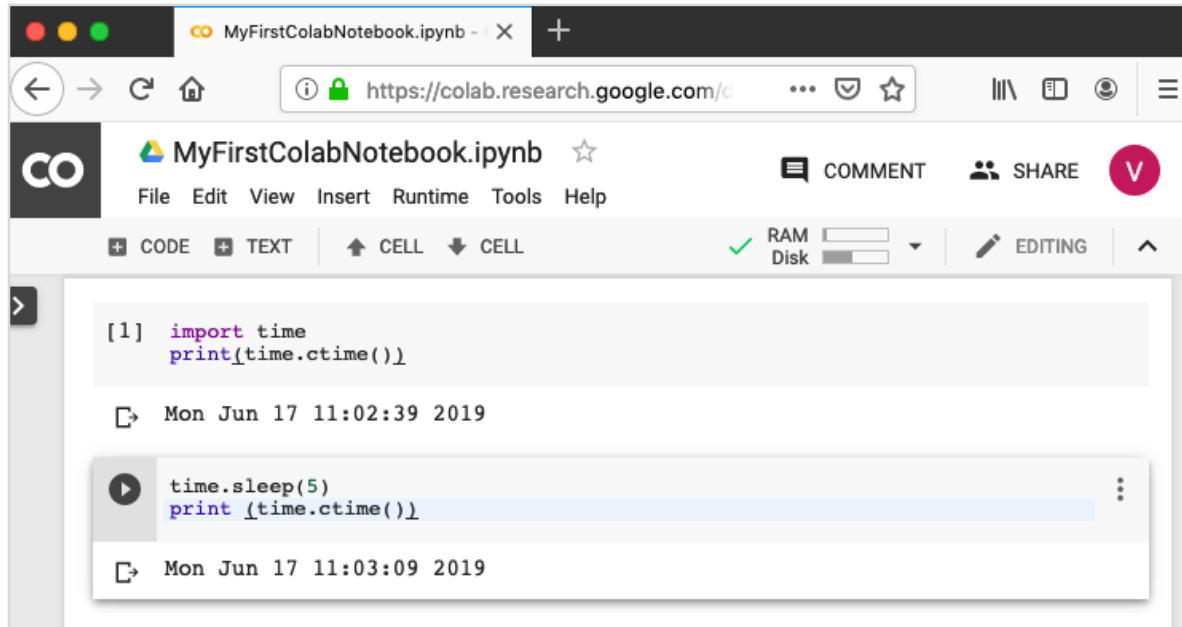 CO MyFirstColabNotebook.ipynb -
https://colab.research.google.com/d
CO
MyFirstColabNotebook.ipynb
COMMENT SHARE V
File Edit View Insert Runtime Tools Help
CODE TEXT CELL CELL RAM EDITING
Disk
[1] import time
print(time.ctime())
Mon Jun 17 11:02:39 2019
time.sleep(5)
print (time.ctime())
Mon Jun 17 11:03:09 2019